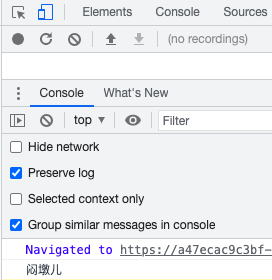 Elements Console Sources
(no recordings)
Console What's New
top Filter
Hide network
Preserve log
Selected context only
Group similar messages in console
Navigated to https://a47ecac9c3bf-
闷墩儿